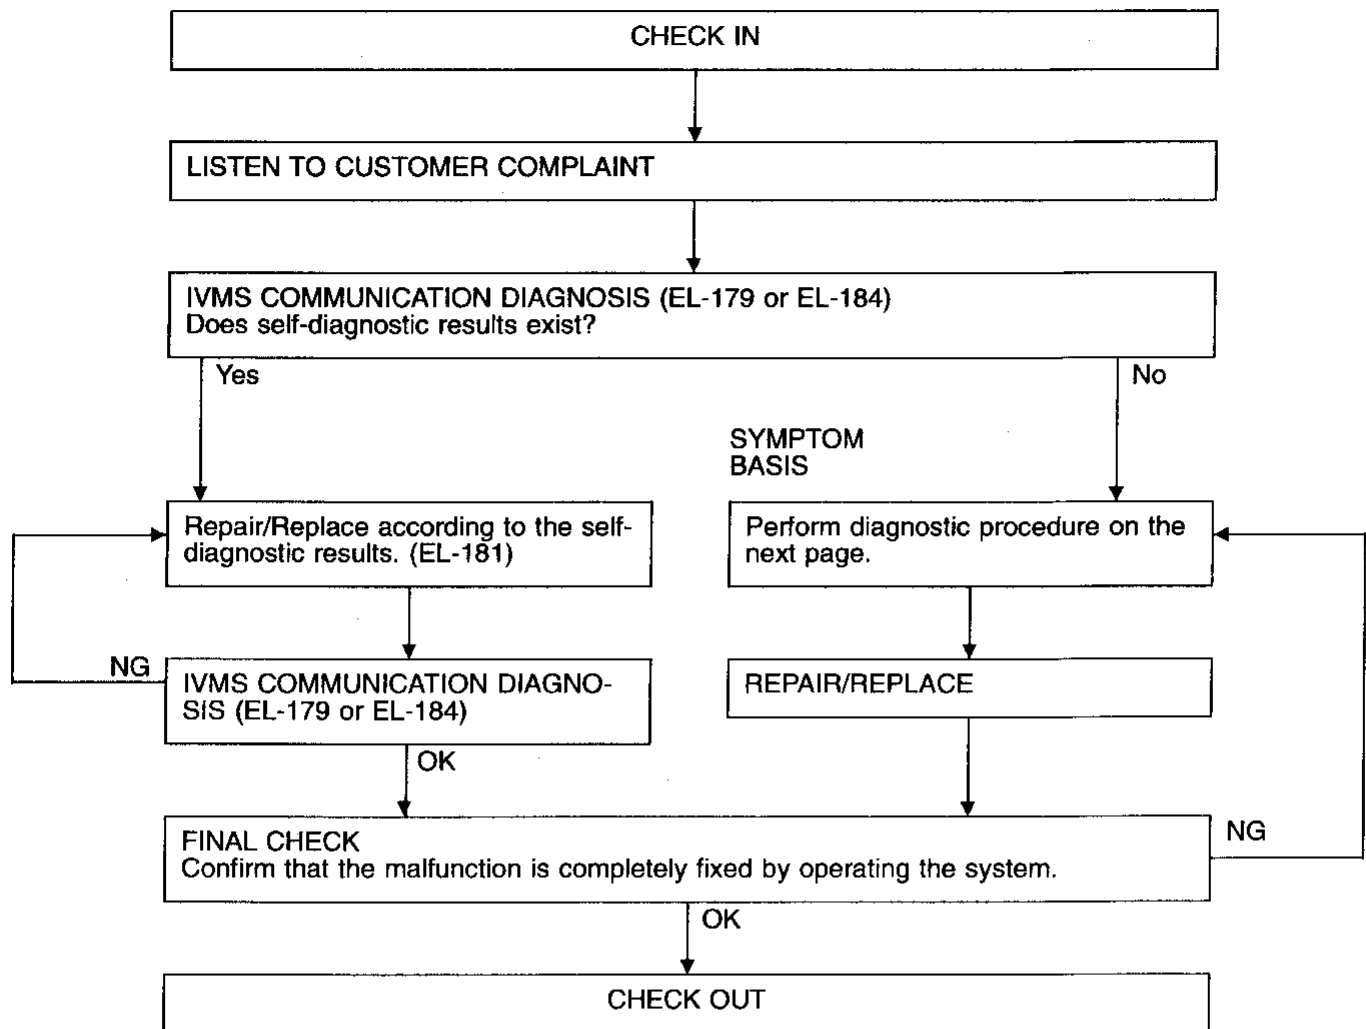 CHECK IN
LISTEN TO CUSTOMER COMPLAINT
IVMS COMMUNICATION DIAGNOSIS (EL-179 or EL-184)
Does self-diagnostic results exist?
Yes
No
SYMPTOM
BASIS
Repair/Replace according to the self-
diagnostic results. (EL-181)
Perform diagnostic procedure on the
next page.
NG
IVMS COMMUNICATION DIAGNO-
SIS (EL-179 or EL-184)
REPAIR/REPLACE
OK
FINAL CHECK
Confirm that the malfunction is completely fixed by operating the system.
NG
OK
CHECK OUT